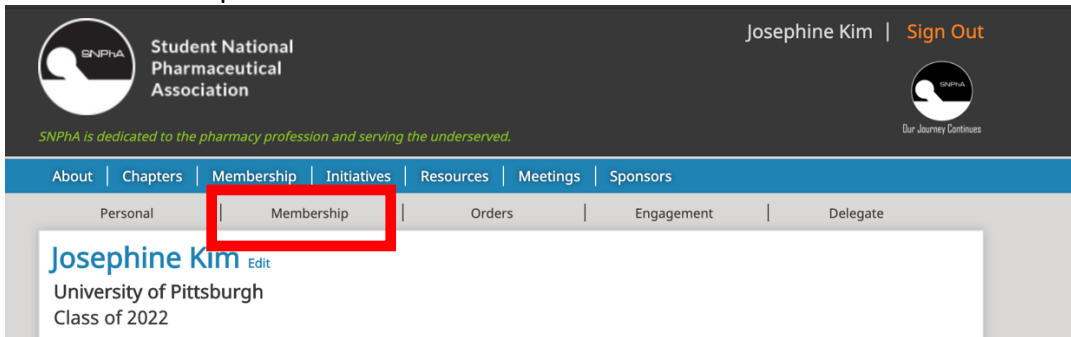 Josephine Kim | Sign Out
SNPhA
Student National
Pharmaceutical
Association
SNPhA
Our Journey Continues
SNPhA is dedicated to the pharmacy profession and serving the underserved.
About | Chapters | Membership | Initiatives | Resources | Meetings | Sponsors
Personal | Membership | Orders | Engagement | Delegate
Josephine Kim Edit
University of Pittsburgh
Class of 2022